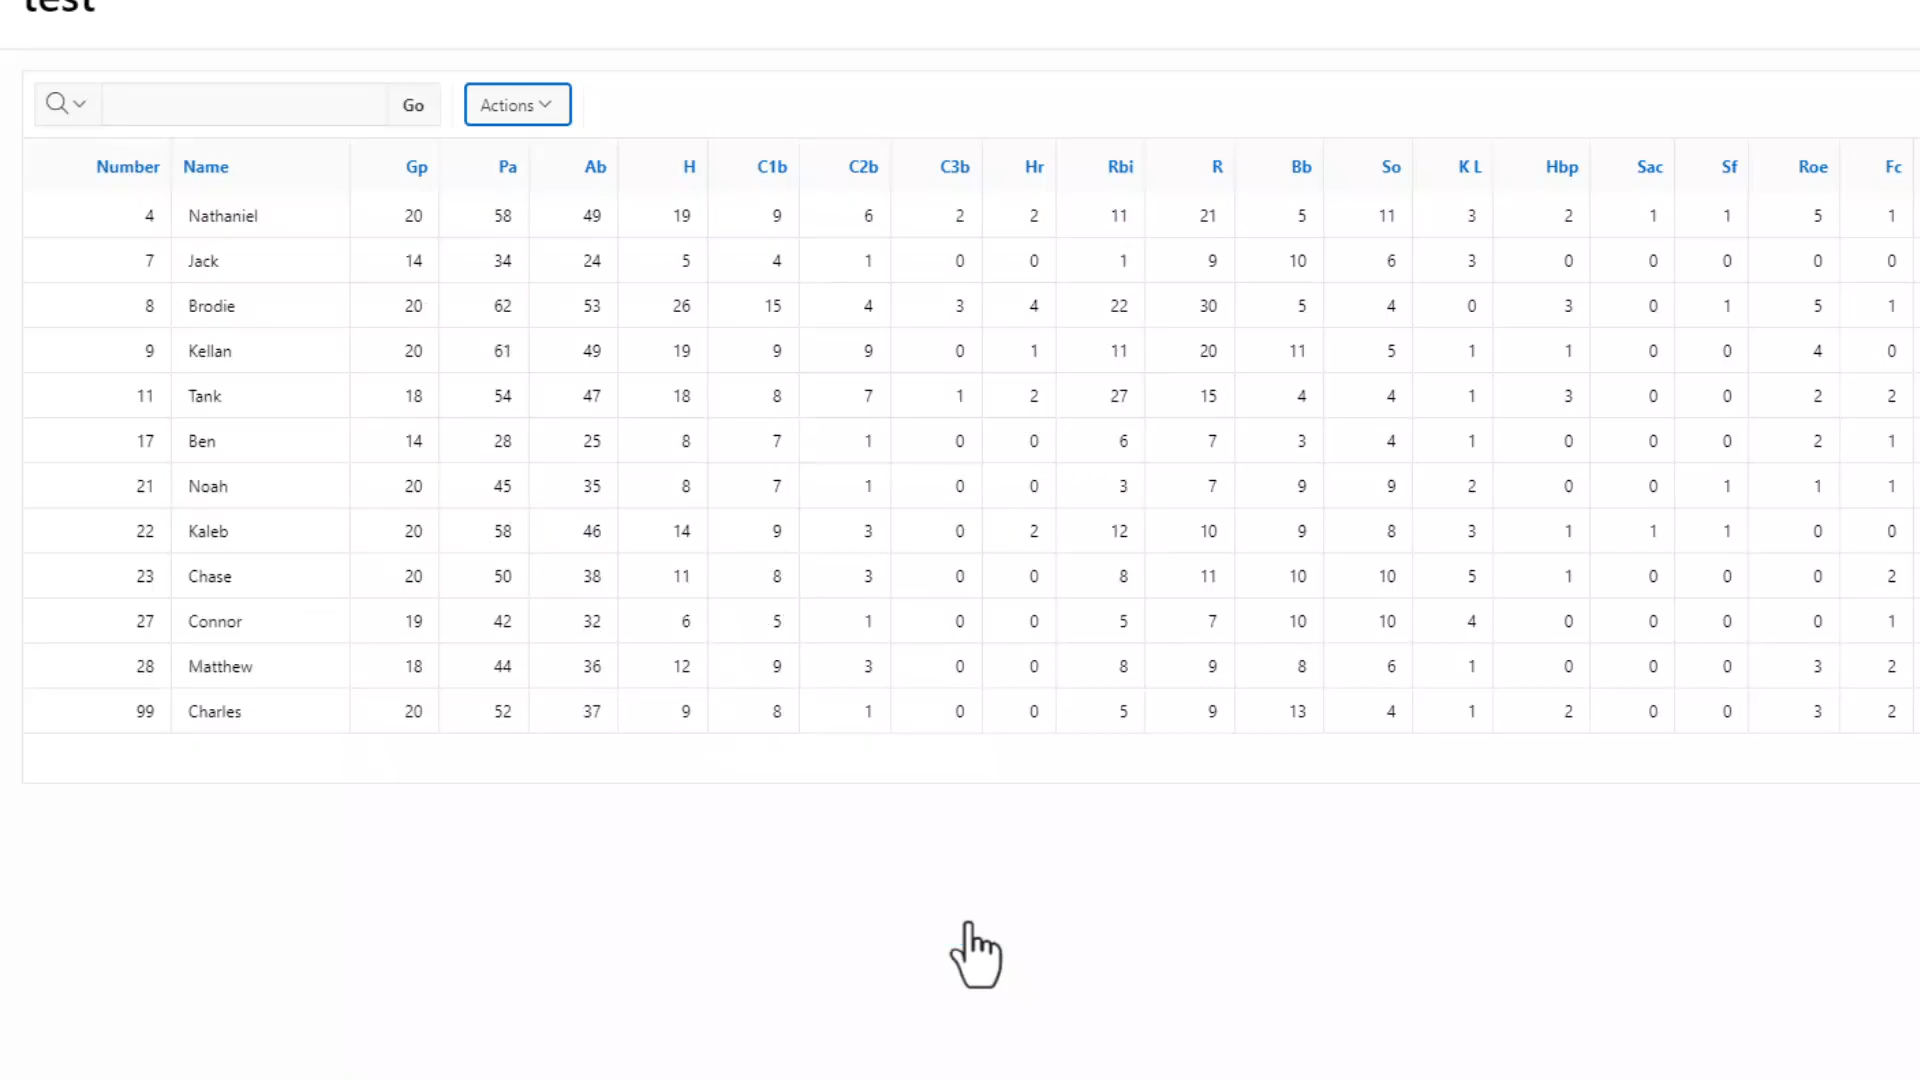 test
Go Actions
Number Name Gp Pa Ab H C1b C2b C3b Hr Rbi R Bb So K L Hbp Sac Sf Roe Fc
4 Nathaniel 20 58 49 19 9 6 2 2 11 21 5 11 3 2 1 1 5 1
7 Jack 14 34 24 5 4 1 0 0 1 9 10 6 3 0 0 0 0 0
8 Brodie 20 62 53 26 15 4 3 4 22 30 5 4 0 3 0 1 5 1
9 Kellan 20 61 49 19 9 9 0 1 11 20 11 5 1 1 0 0 4 0
11 Tank 18 54 47 18 8 7 1 2 27 15 4 4 1 3 0 0 2 2
17 Ben 14 28 25 8 7 1 0 0 6 7 3 4 1 0 0 0 2 1
21 Noah 20 45 35 8 7 1 0 0 3 7 9 9 2 0 0 1 1 1
22 Kaleb 20 58 46 14 9 3 0 2 12 10 9 8 3 1 1 1 0 0
23 Chase 20 50 38 11 8 3 0 0 8 11 10 10 5 1 0 0 0 2
27 Connor 19 42 32 6 5 1 0 0 5 7 10 10 4 0 0 0 0 1
28 Matthew 18 44 36 12 9 3 0 0 8 9 8 6 1 0 0 0 3 2
99 Charles 20 52 37 9 8 1 0 0 5 9 13 4 1 2 0 0 3 2